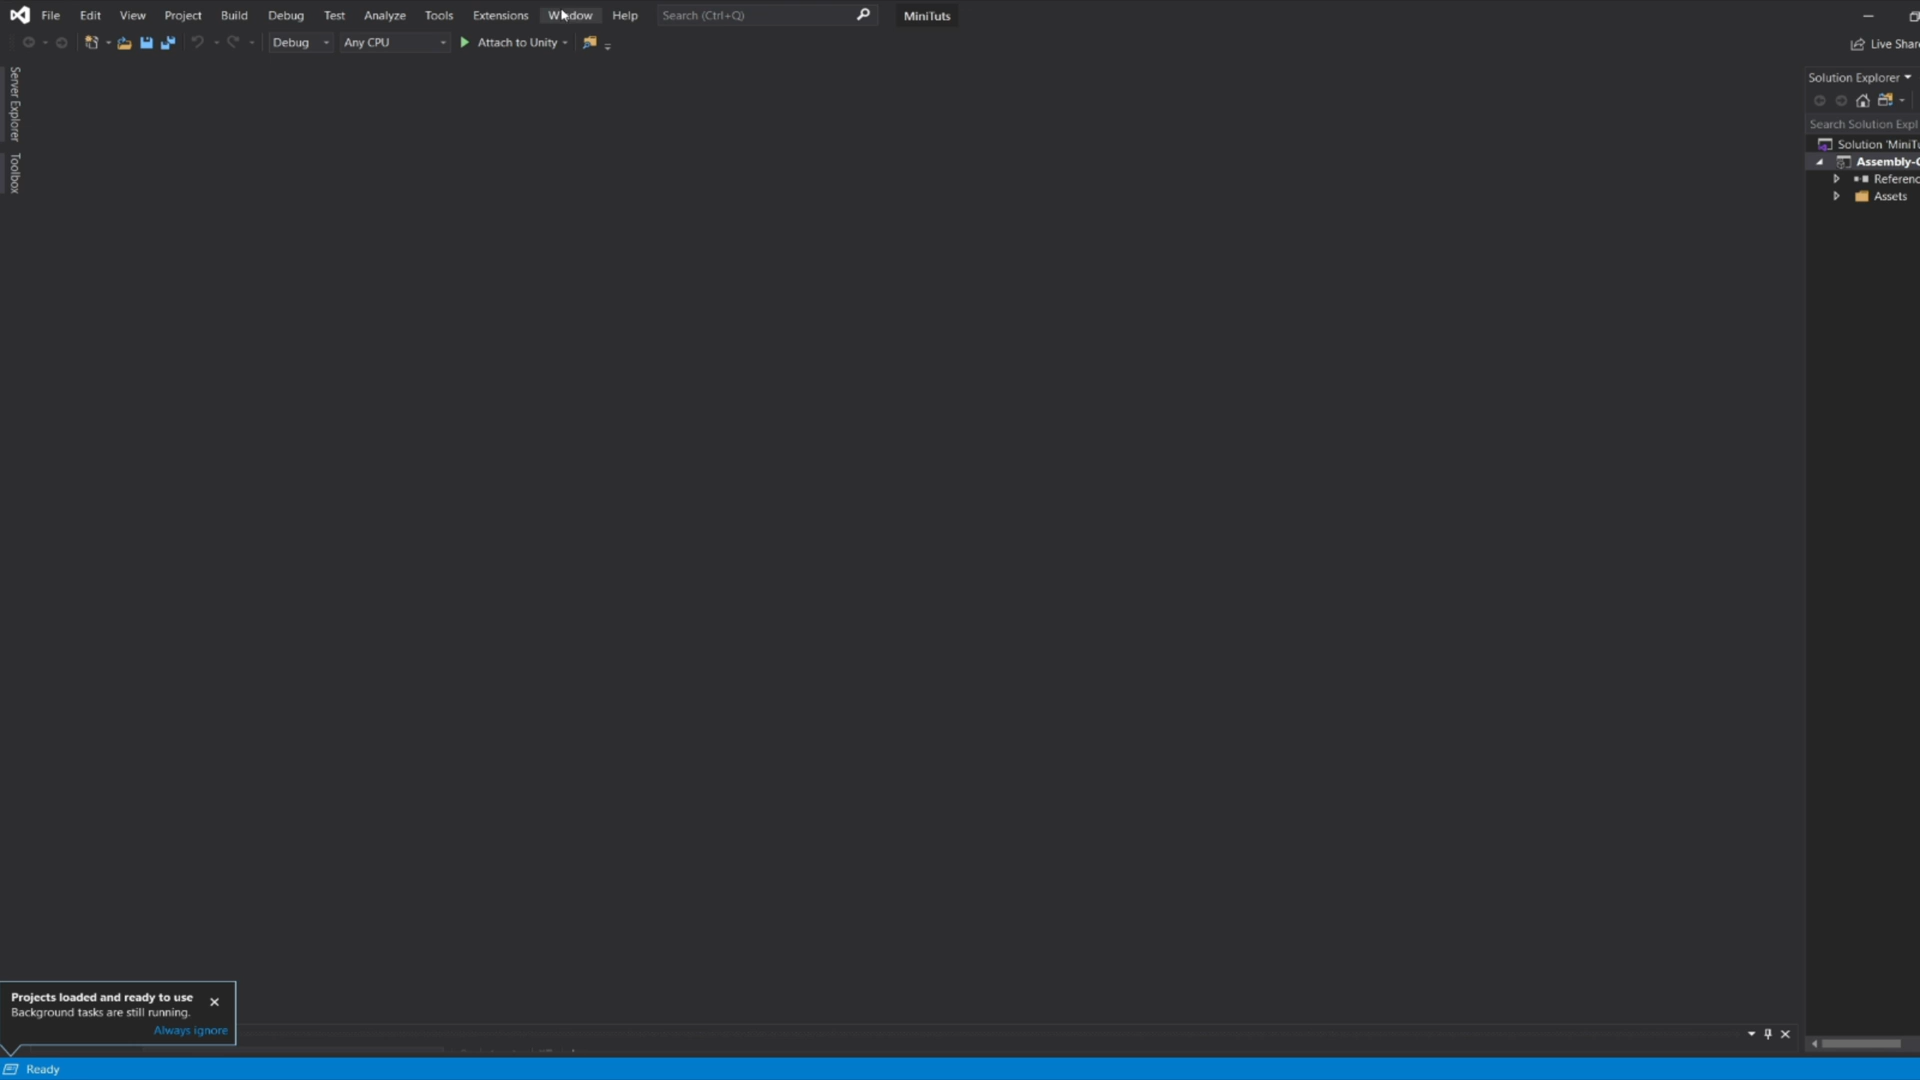 File Edit View Project Build Debug Test Analyze Tools Extensions Window Help Search (Ctrl+Q) MiniTuts
Debug Any CPU Attach to Unity Live Share
Server Explorer
Toolbox
Solution Explorer
Search Solution Expl
Solution 'MiniTu
Assembly-C
Referenc
Assets
Projects loaded and ready to use
Background tasks are still running.
Always ignore
Ready